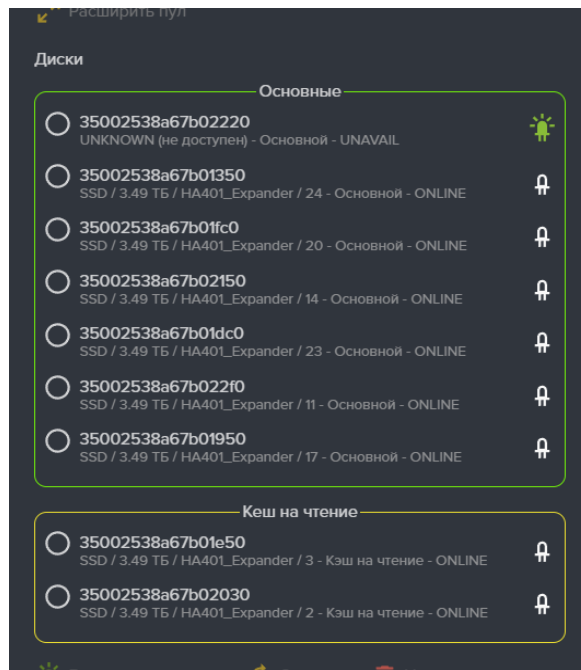 Расширить пул
Диски
Основные
35002538a67b02220
UNKNOWN (не доступен) - Основной - UNAVAIL
35002538a67b01350
SSD / 3.49 ТБ / HA401_Expander / 24 - Основной - ONLINE
35002538a67b01fc0
SSD / 3.49 ТБ / HA401_Expander / 20 - Основной - ONLINE
35002538a67b02150
SSD / 3.49 ТБ / HA401_Expander / 14 - Основной - ONLINE
35002538a67b01dc0
SSD / 3.49 ТБ / HA401_Expander / 23 - Основной - ONLINE
35002538a67b022f0
SSD / 3.49 ТБ / HA401_Expander / 11 - Основной - ONLINE
35002538a67b01950
SSD / 3.49 ТБ / HA401_Expander / 17 - Основной - ONLINE
Кеш на чтение
35002538a67b01e50
SSD / 3.49 ТБ / HA401_Expander / 3 - Кэш на чтение - ONLINE
35002538a67b02030
SSD / 3.49 ТБ / HA401_Expander / 2 - Кэш на чтение - ONLINE